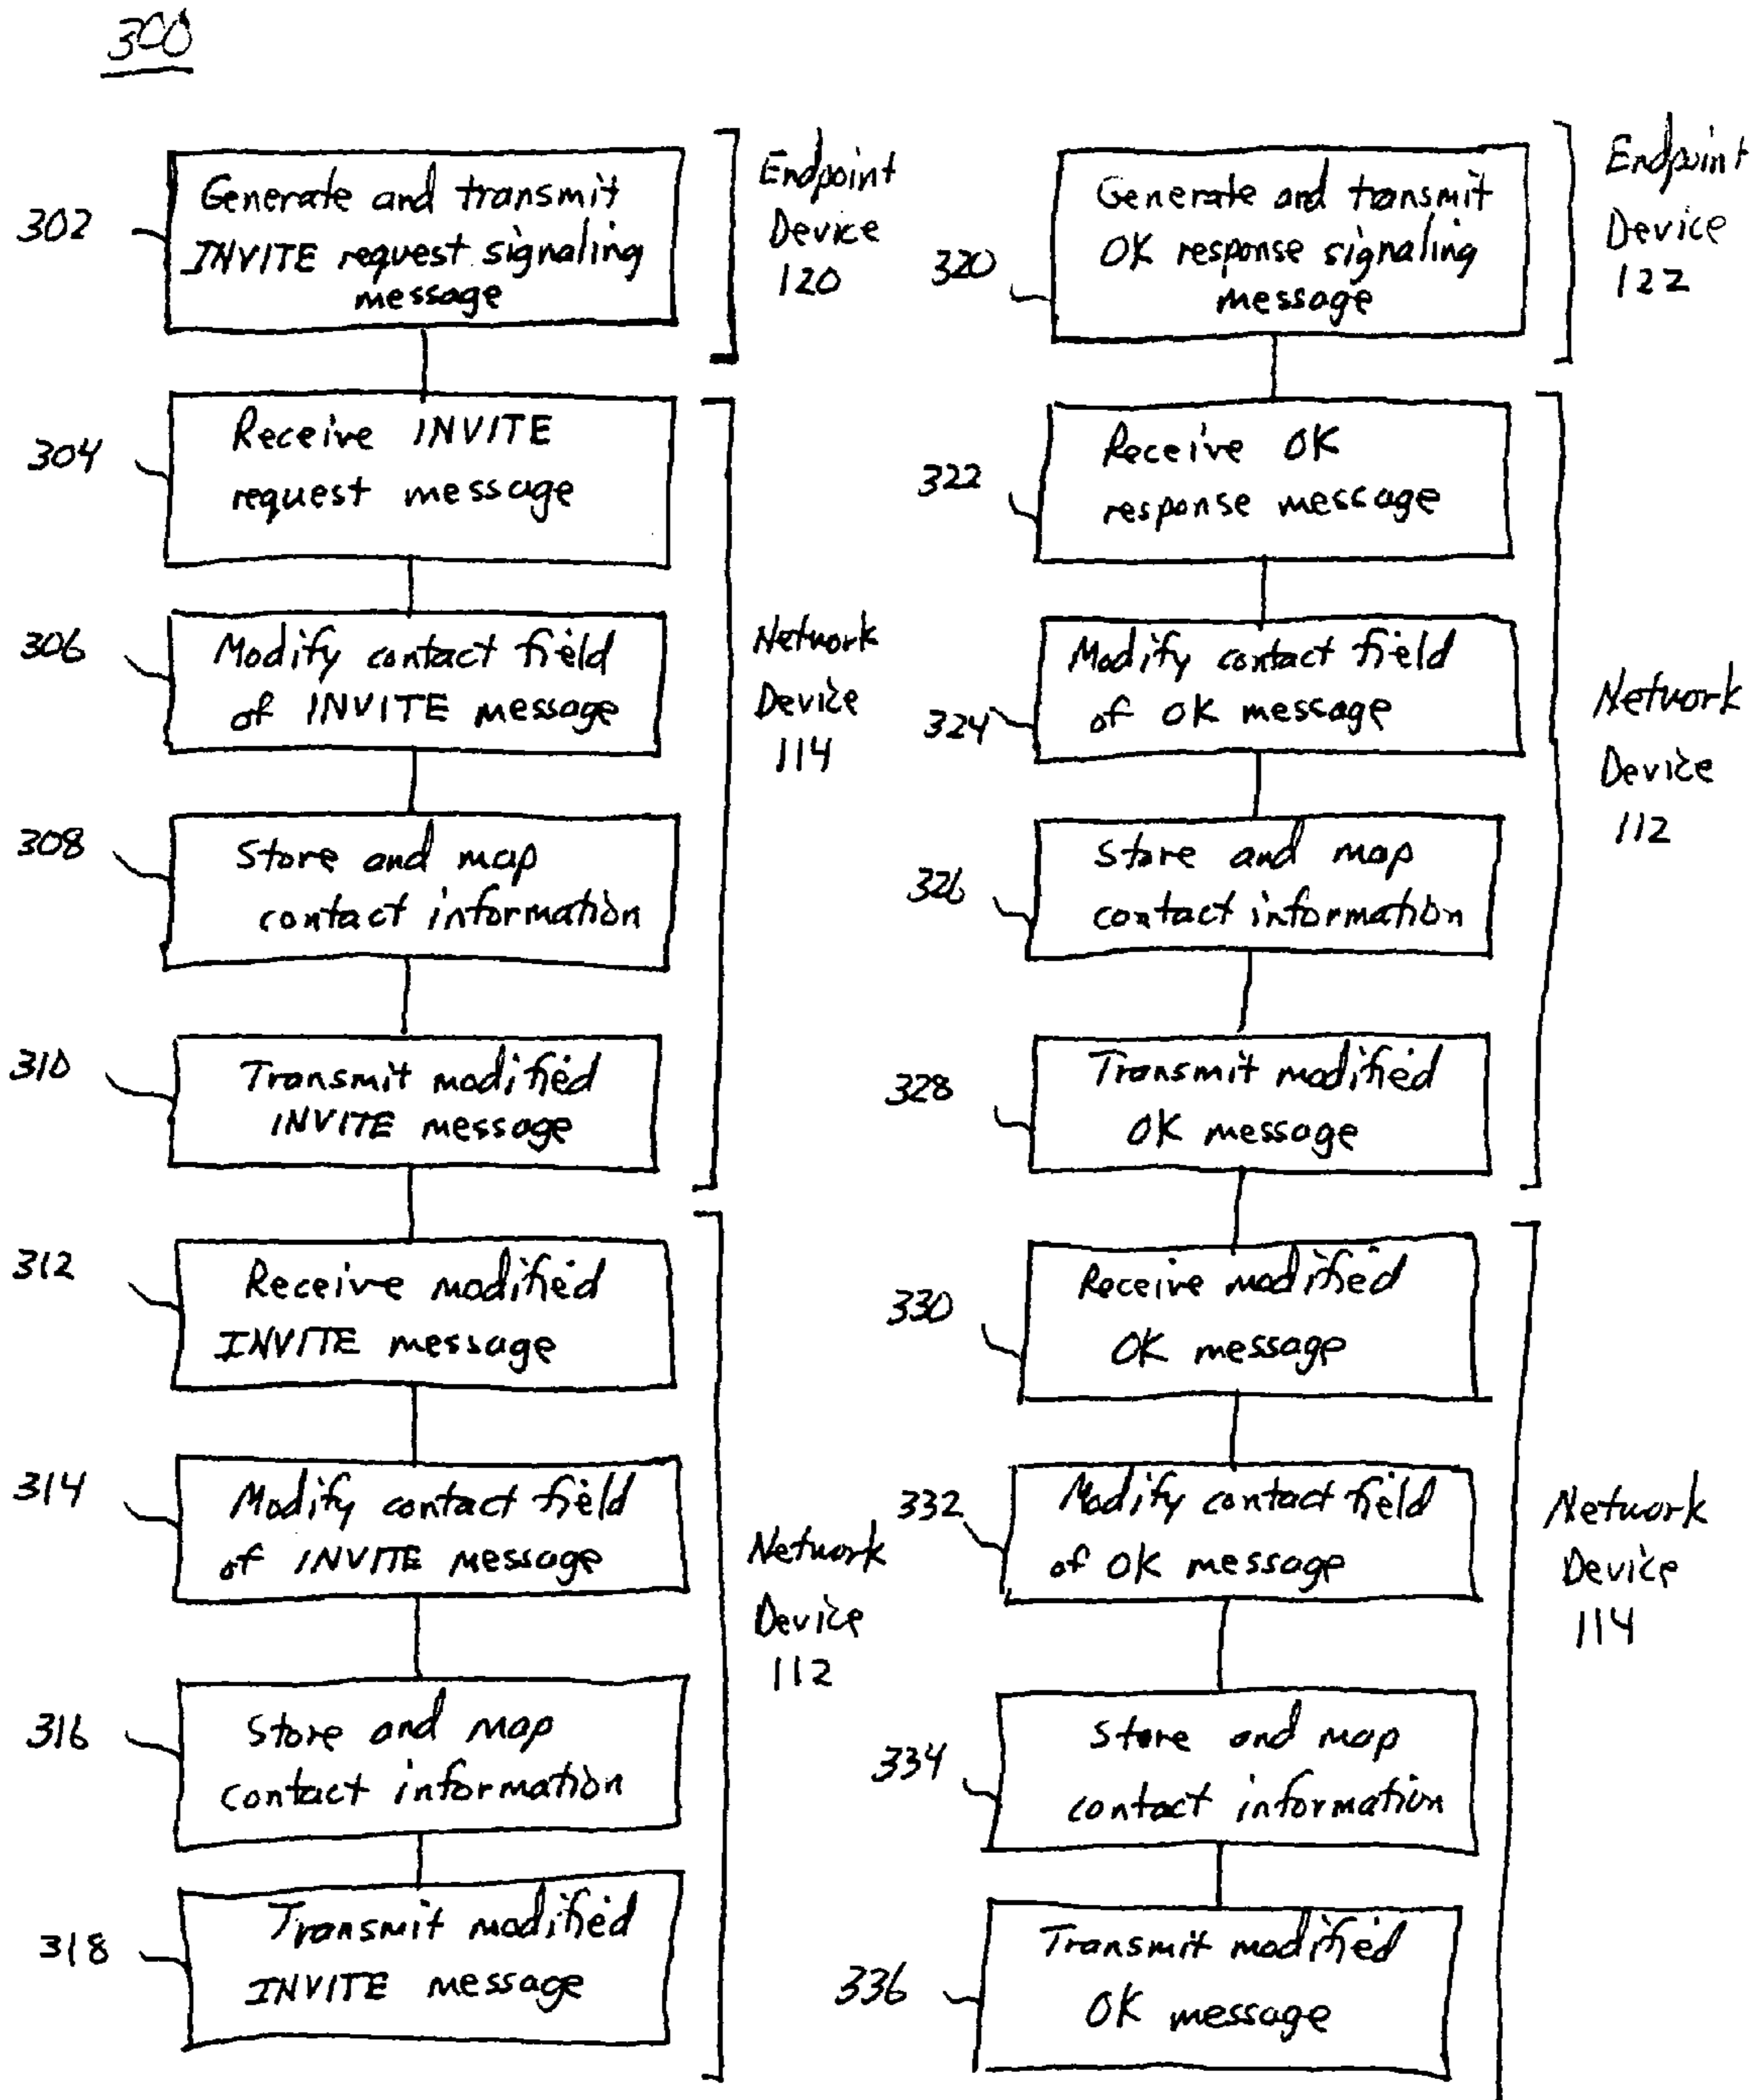 300
302
Generate and transmit
INVITE request signaling
message
Endpoint
Device
120
304
Receive INVITE
request message
306
Modify contact field
of INVITE message
308
Store and map
contact information
310
Transmit modified
INVITE message
Network
Device
114
312
Receive modified
INVITE message
314
Modify contact field
of INVITE message
316
Store and map
contact information
318
Transmit modified
INVITE message
Network
Device
112
320
Generate and transmit
OK response signaling
message
Endpoint
Device
122
322
Receive OK
response message
324
Modify contact field
of OK message
326
Store and map
contact information
328
Transmit modified
OK message
Network
Device
112
330
Receive modified
OK message
332
Modify contact field
of OK message
334
Store and map
contact information
336
Transmit modified
OK message
Network
Device
114